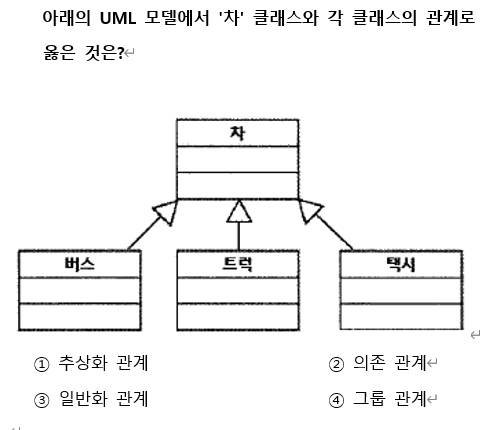 아래의 UML 모델에서 '차' 클래스와 각 클래스의 관계로
옳은 것은?
차
버스 트럭 택시
① 추상화 관계 ② 의존 관계
③ 일반화 관계 ④ 그룹 관계